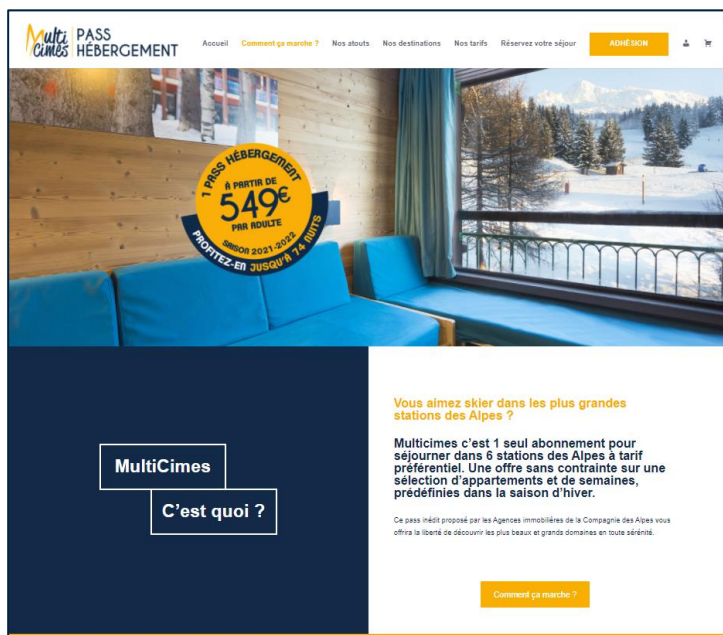 Multi Cimes
PASS
HÉBERGEMENT
Accueil
Comment ça marche ?
Nos atouts
Nos destinations
Nos tarifs
Réservez votre séjour
ADHÉSION
1 PASS HÉBERGEMENT
À PARTIR DE
549€
PAR ADULTE
SAISON 2021-2022
PROFITEZ-EN JUSQU'À 74 NUITS
MultiCimes
C'est quoi ?
Vous aimez skier dans les plus grandes
stations des Alpes ?
Multicimes c'est 1 seul abonnement pour
séjourner dans 6 stations des Alpes à tarif
préférentiel. Une offre sans contrainte sur une
sélection d'appartements et de semaines,
prédéfinies dans la saison d'hiver.
Ce pass inédit proposé par les Agences immobilières de la Compagnie des Alpes vous
offrira la liberté de découvrir les plus beaux et grands domaines en toute sérénité.
Comment ça marche ?